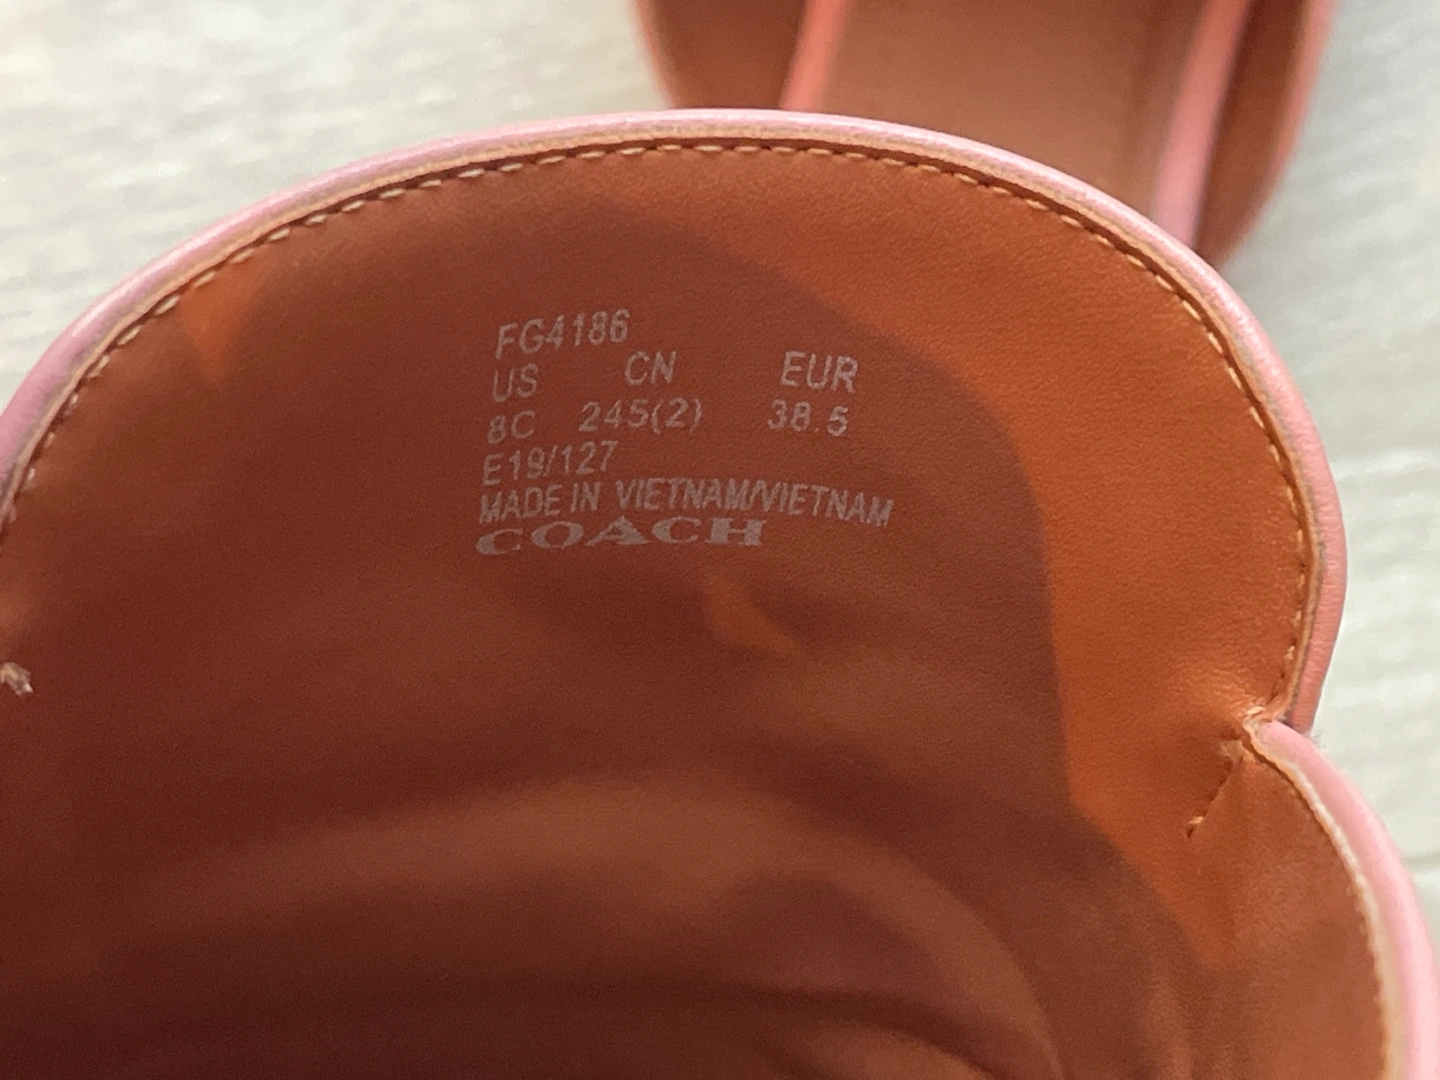 FG4186
US CN EUR
8C 245(2) 38.5
E19/127
MADE IN VIETNAM/VIETNAM
COACH